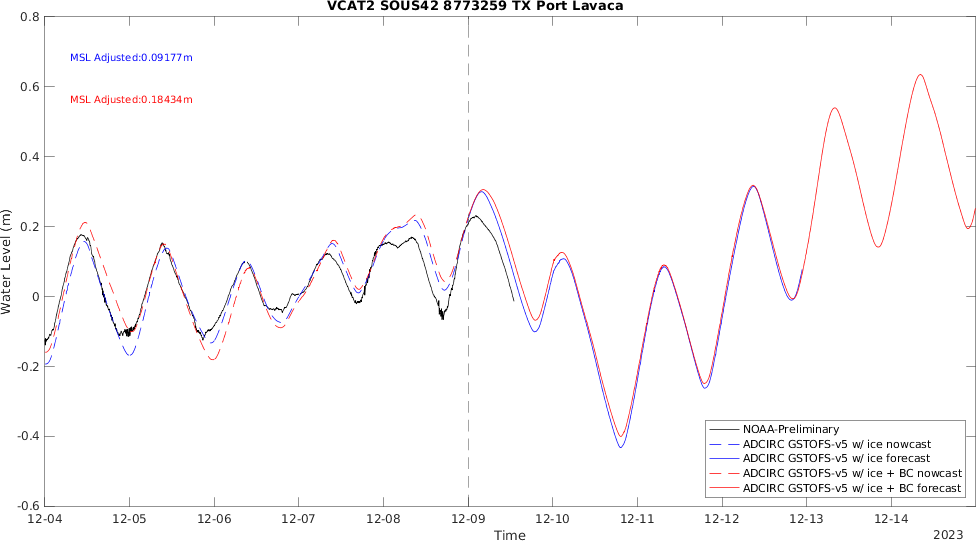 VCAT2 SOUS42 8773259 TX Port Lavaca
0.8
0.6
0.4
0.2
0
-0.2
-0.4
-0.6
Water Level (m)
MSL Adjusted:0.09177m
MSL Adjusted:0.18434m
NOAA-Preliminary
ADCIRC GSTOFS-v5 w/ ice nowcast
ADCIRC GSTOFS-v5 w/ ice forecast
ADCIRC GSTOFS-v5 w/ ice + BC nowcast
ADCIRC GSTOFS-v5 w/ ice + BC forecast
12-04 12-05 12-06 12-07 12-08 12-09 12-10 12-11 12-12 12-13 12-14
Time
2023